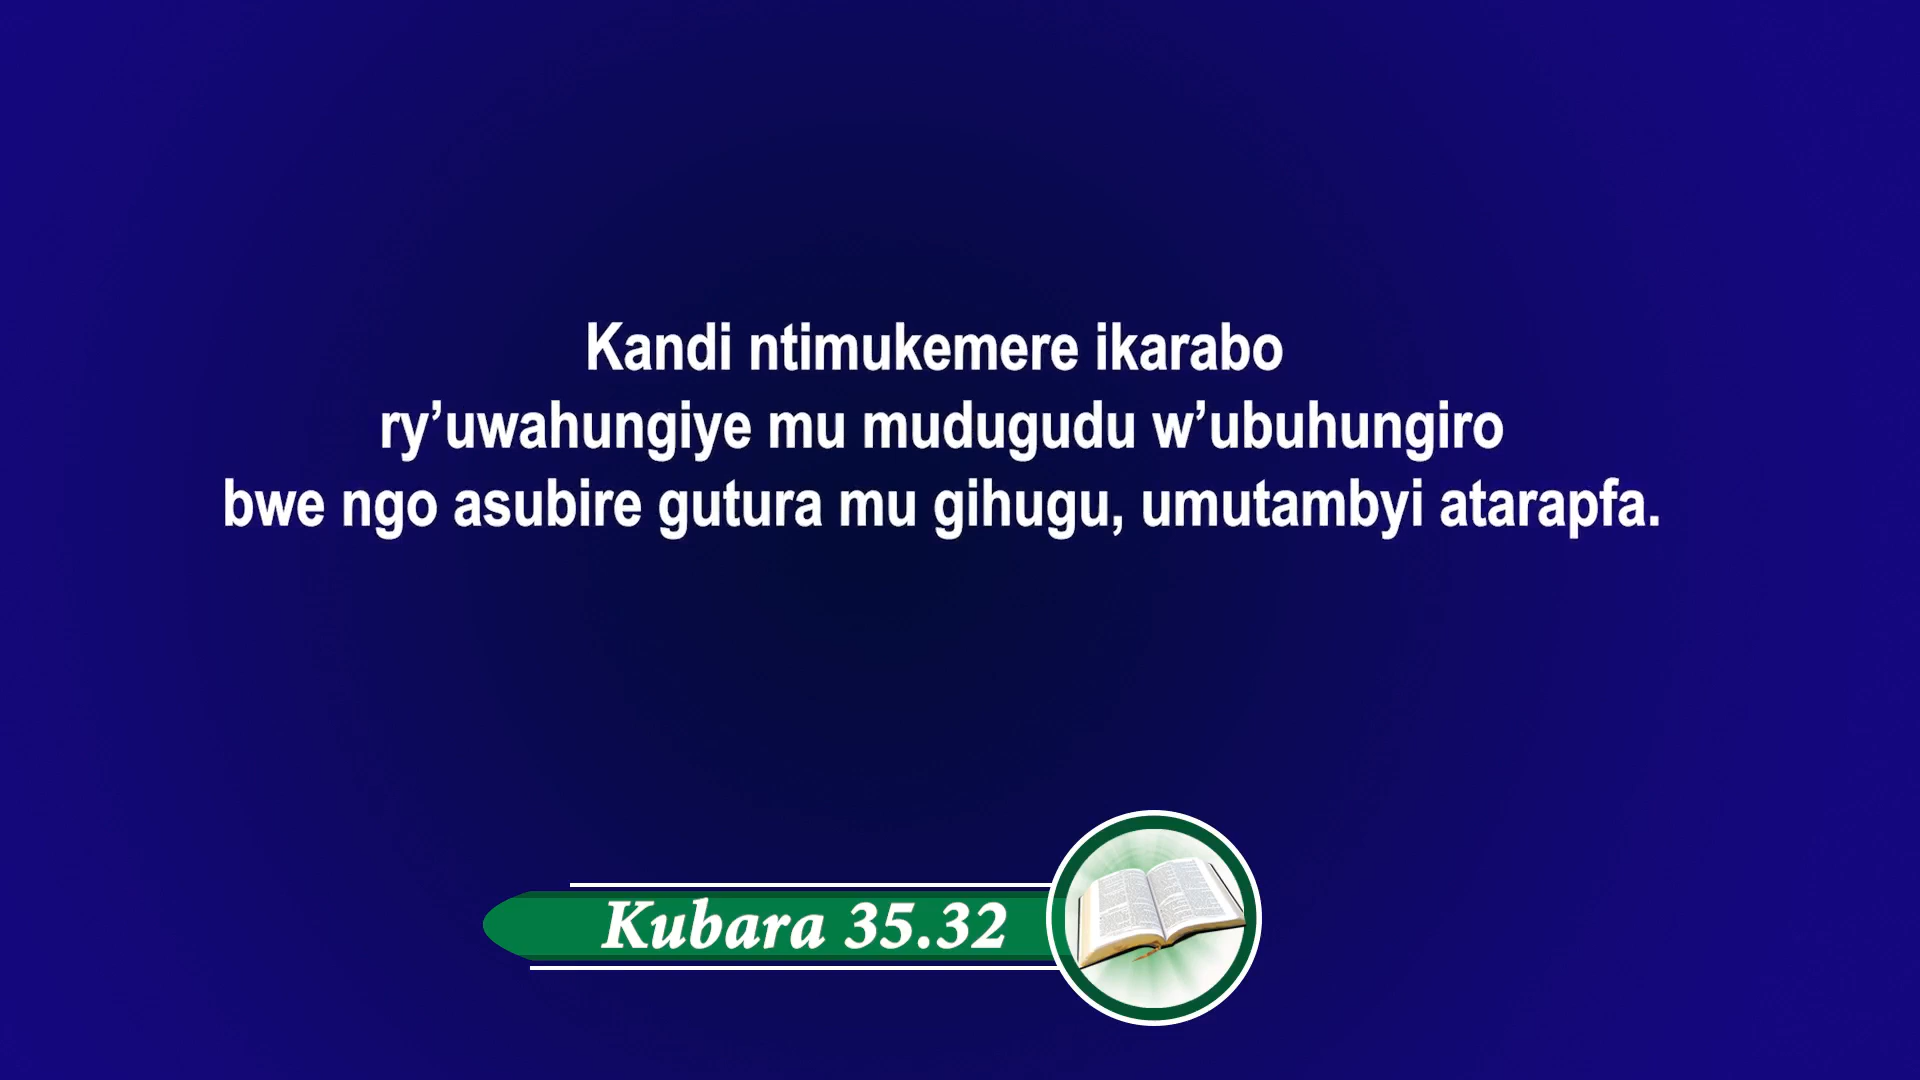 Kandi ntimukemere ikarabo
ry’uwahungiye mu mudugudu w’ubuhungiro
bwe ngo asubire gutura mu gihugu, umutambyi atarapfa.
Kubara 35.32